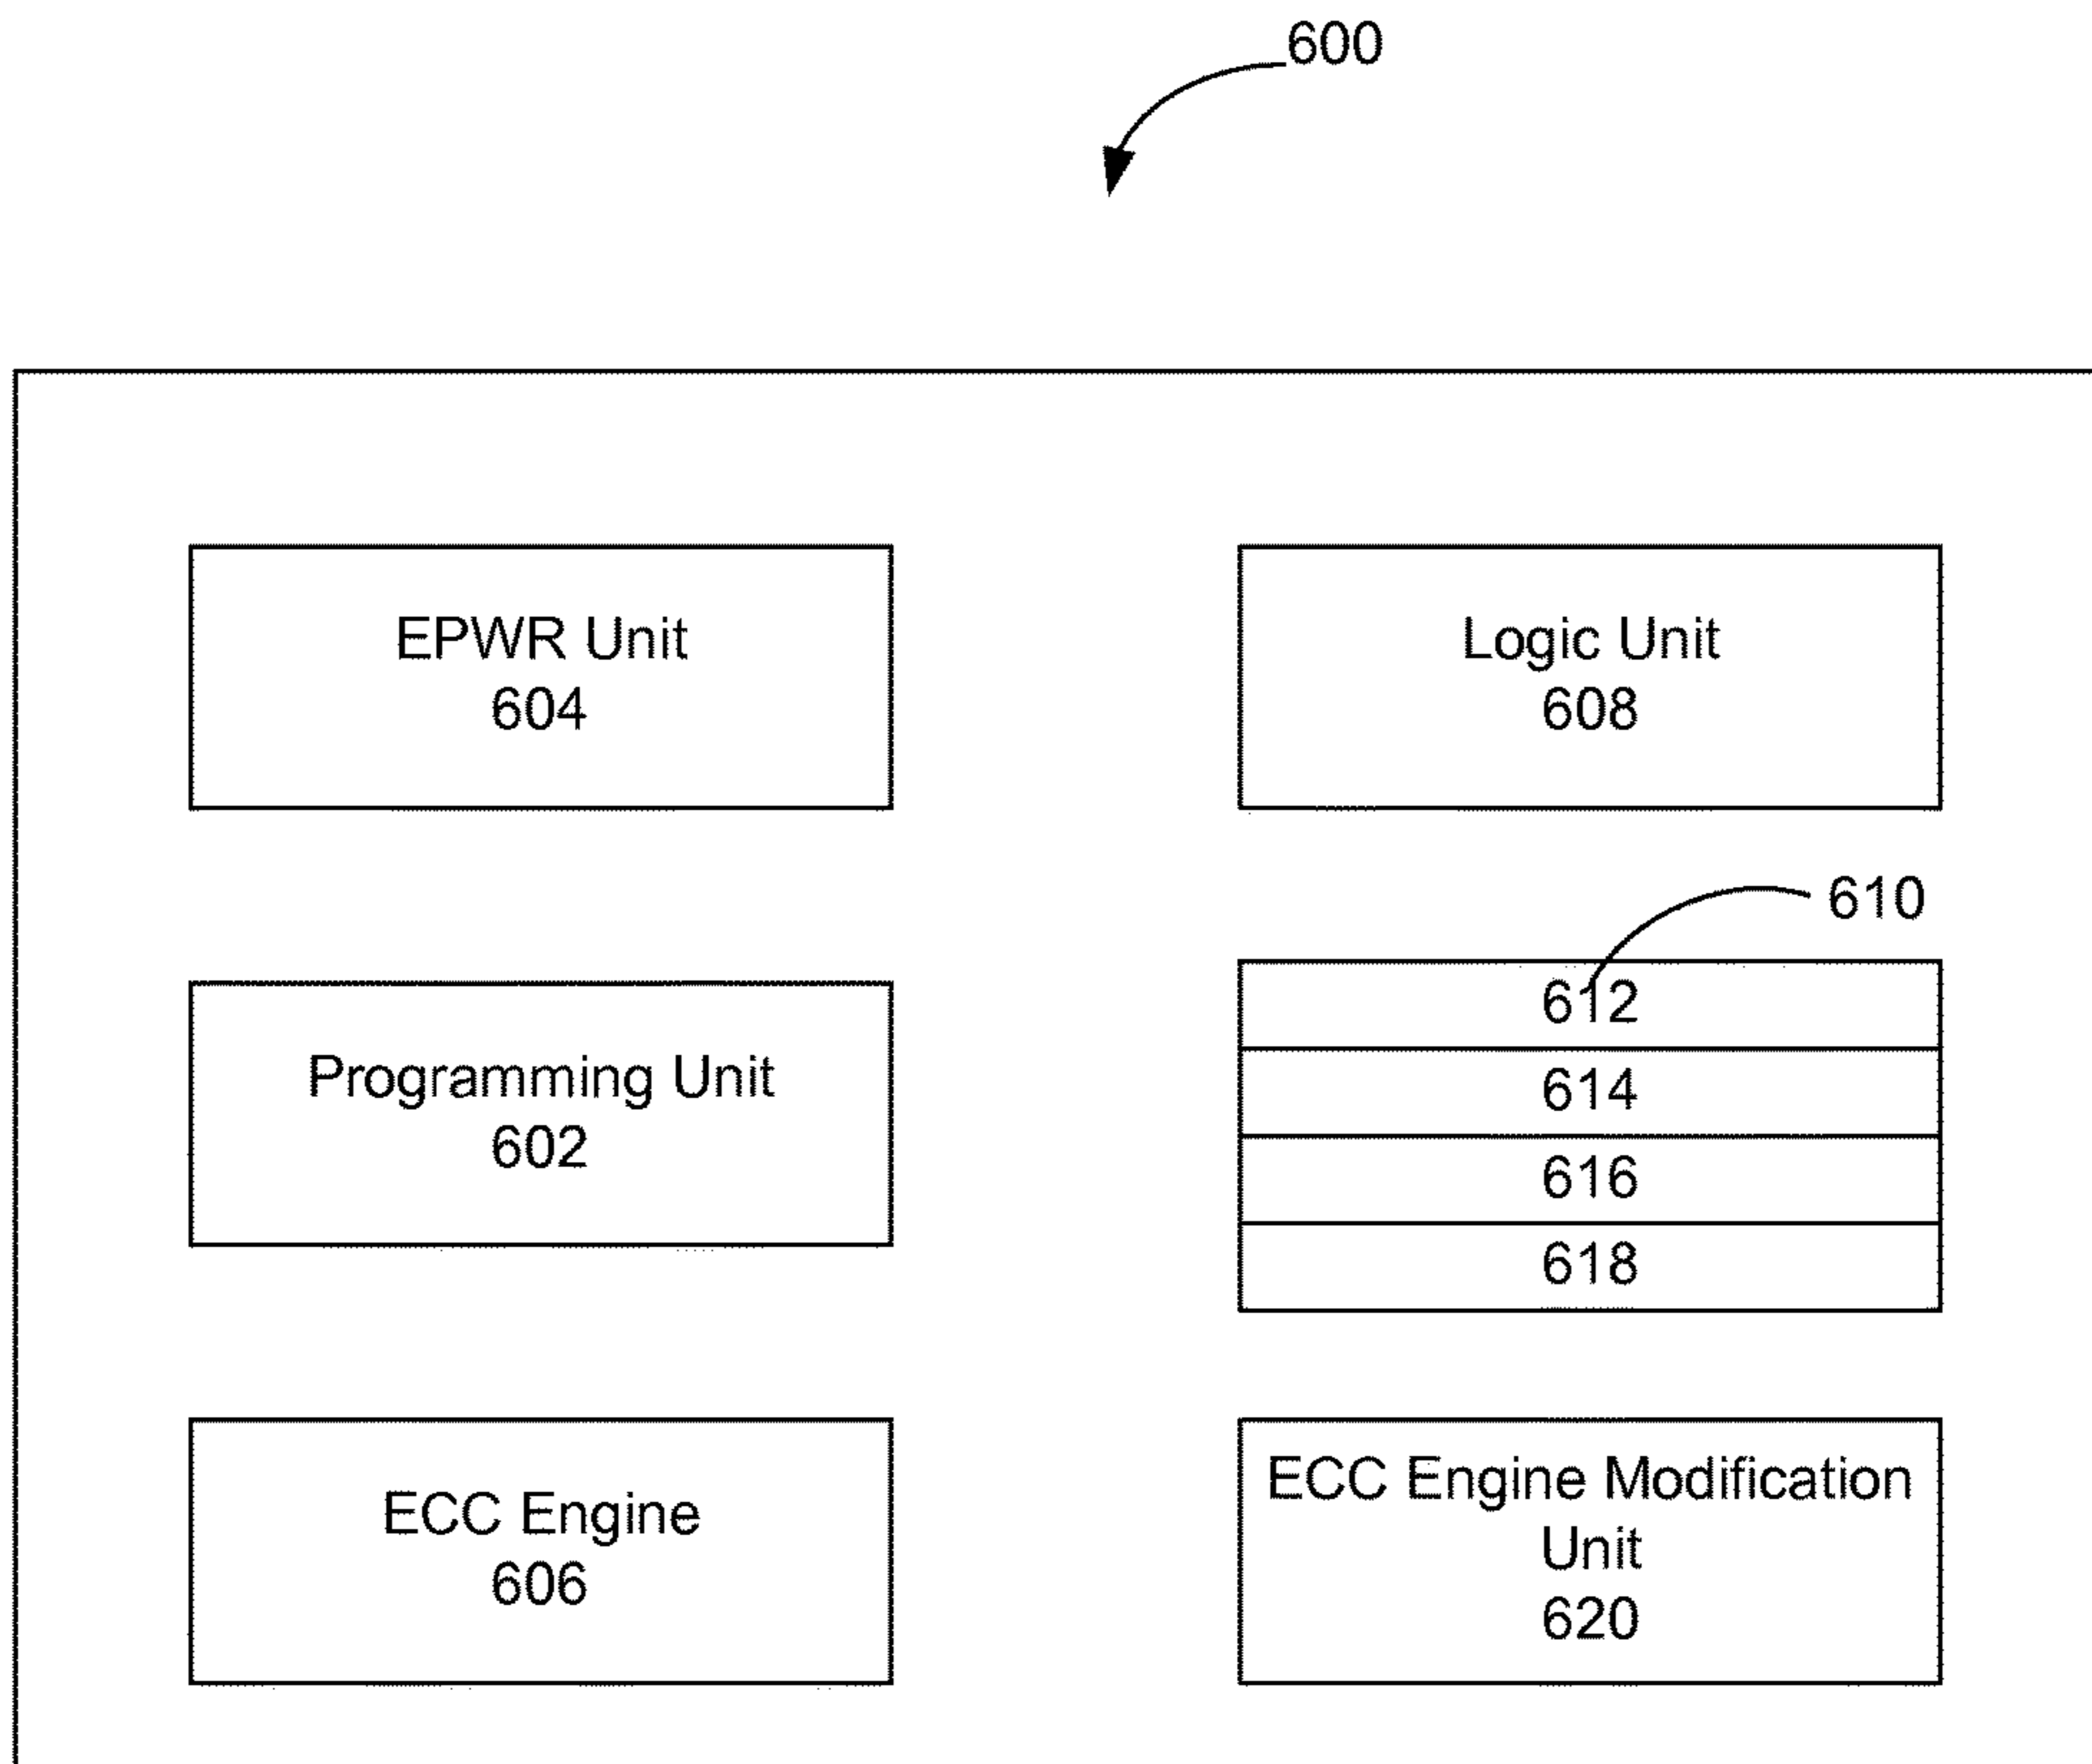 600
EPWR Unit
604
Logic Unit
608
610
Programming Unit
602
612
614
616
618
ECC Engine
606
ECC Engine Modification
Unit
620